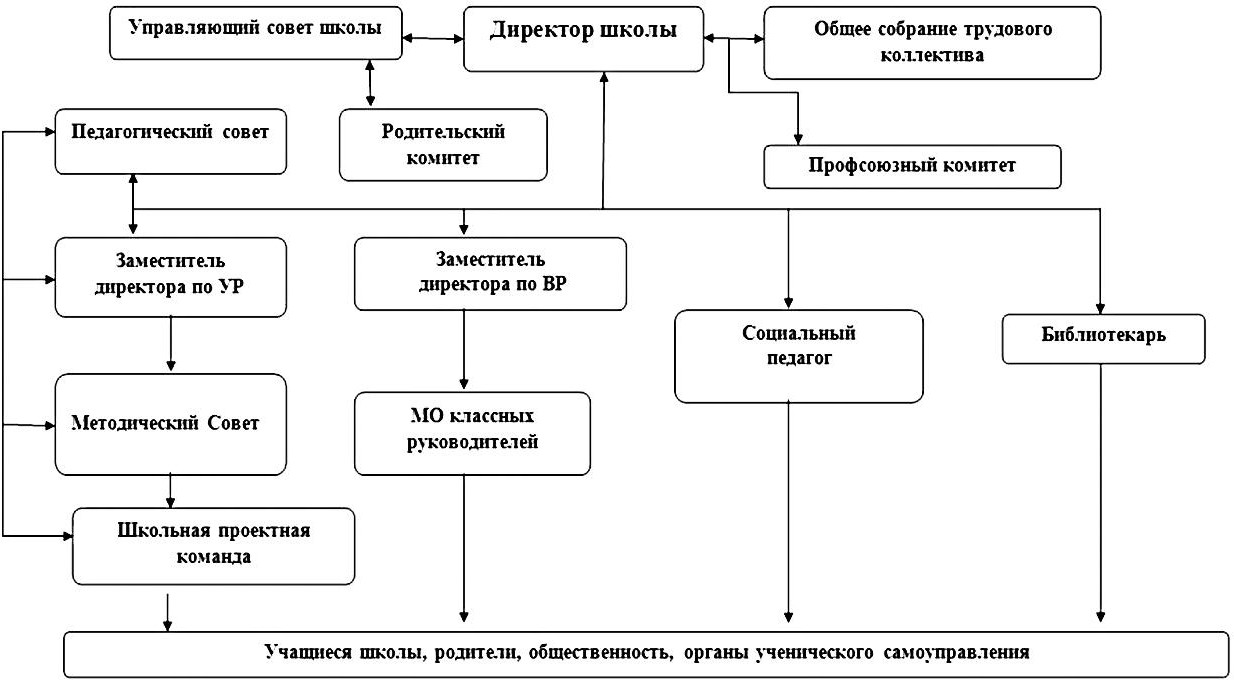 Управляющий совет школы
Директор школы
Общее собрание трудового
коллектива
Педагогический совет
Родительский
комитет
Профсоюзный комитет
Заместитель
директора по УР
Заместитель
директора по ВР
Социальный
педагог
Библиотекарь
Методический Совет
МО классных
руководителей
Школьная проектная
команда
Учащиеся школы, родители, общественность, органы ученического самоуправления